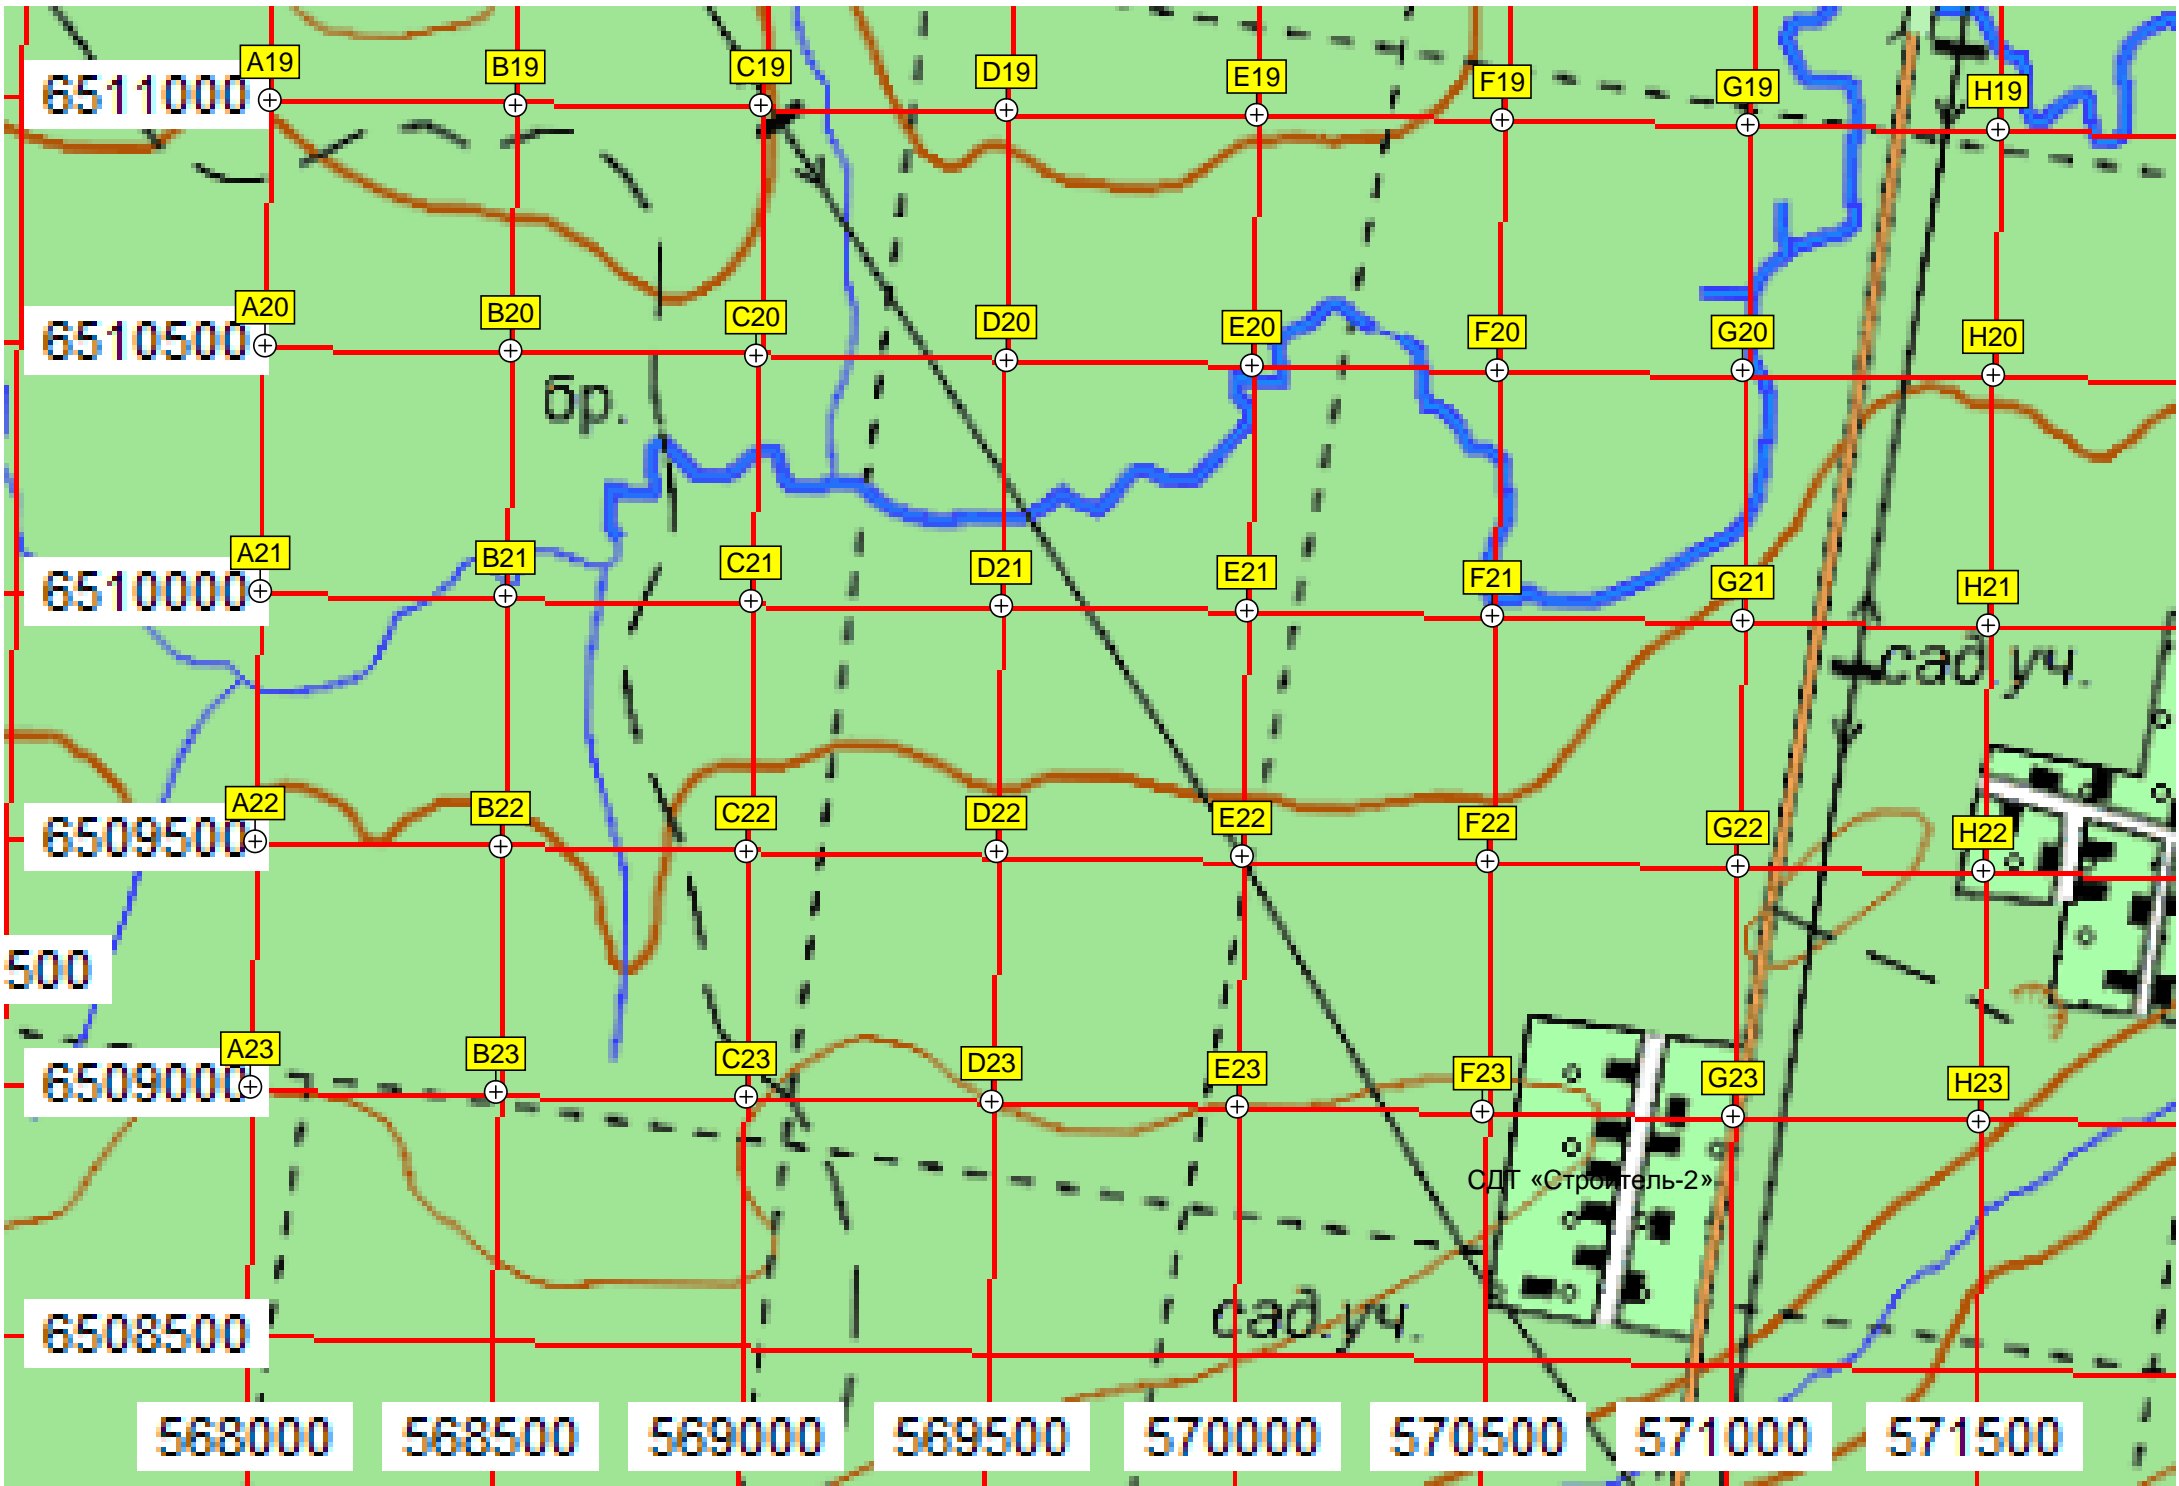 A19 B19 C19 D19 E19 F19 G19 H19
6511000
A20 B20 C20 D20 E20 F20 G20 H20
6510500
бр.
A21 B21 C21 D21 E21 F21 G21 H21
6510000
сад.уч.
A22 B22 C22 D22 E22 F22 G22 H22
6509500
500
A23 B23 C23 D23 E23 F23 G23 H23
6509000
СДТ «Строитель-2»
сад.уч.
6508500
568000 568500 569000 569500 570000 570500 571000 571500